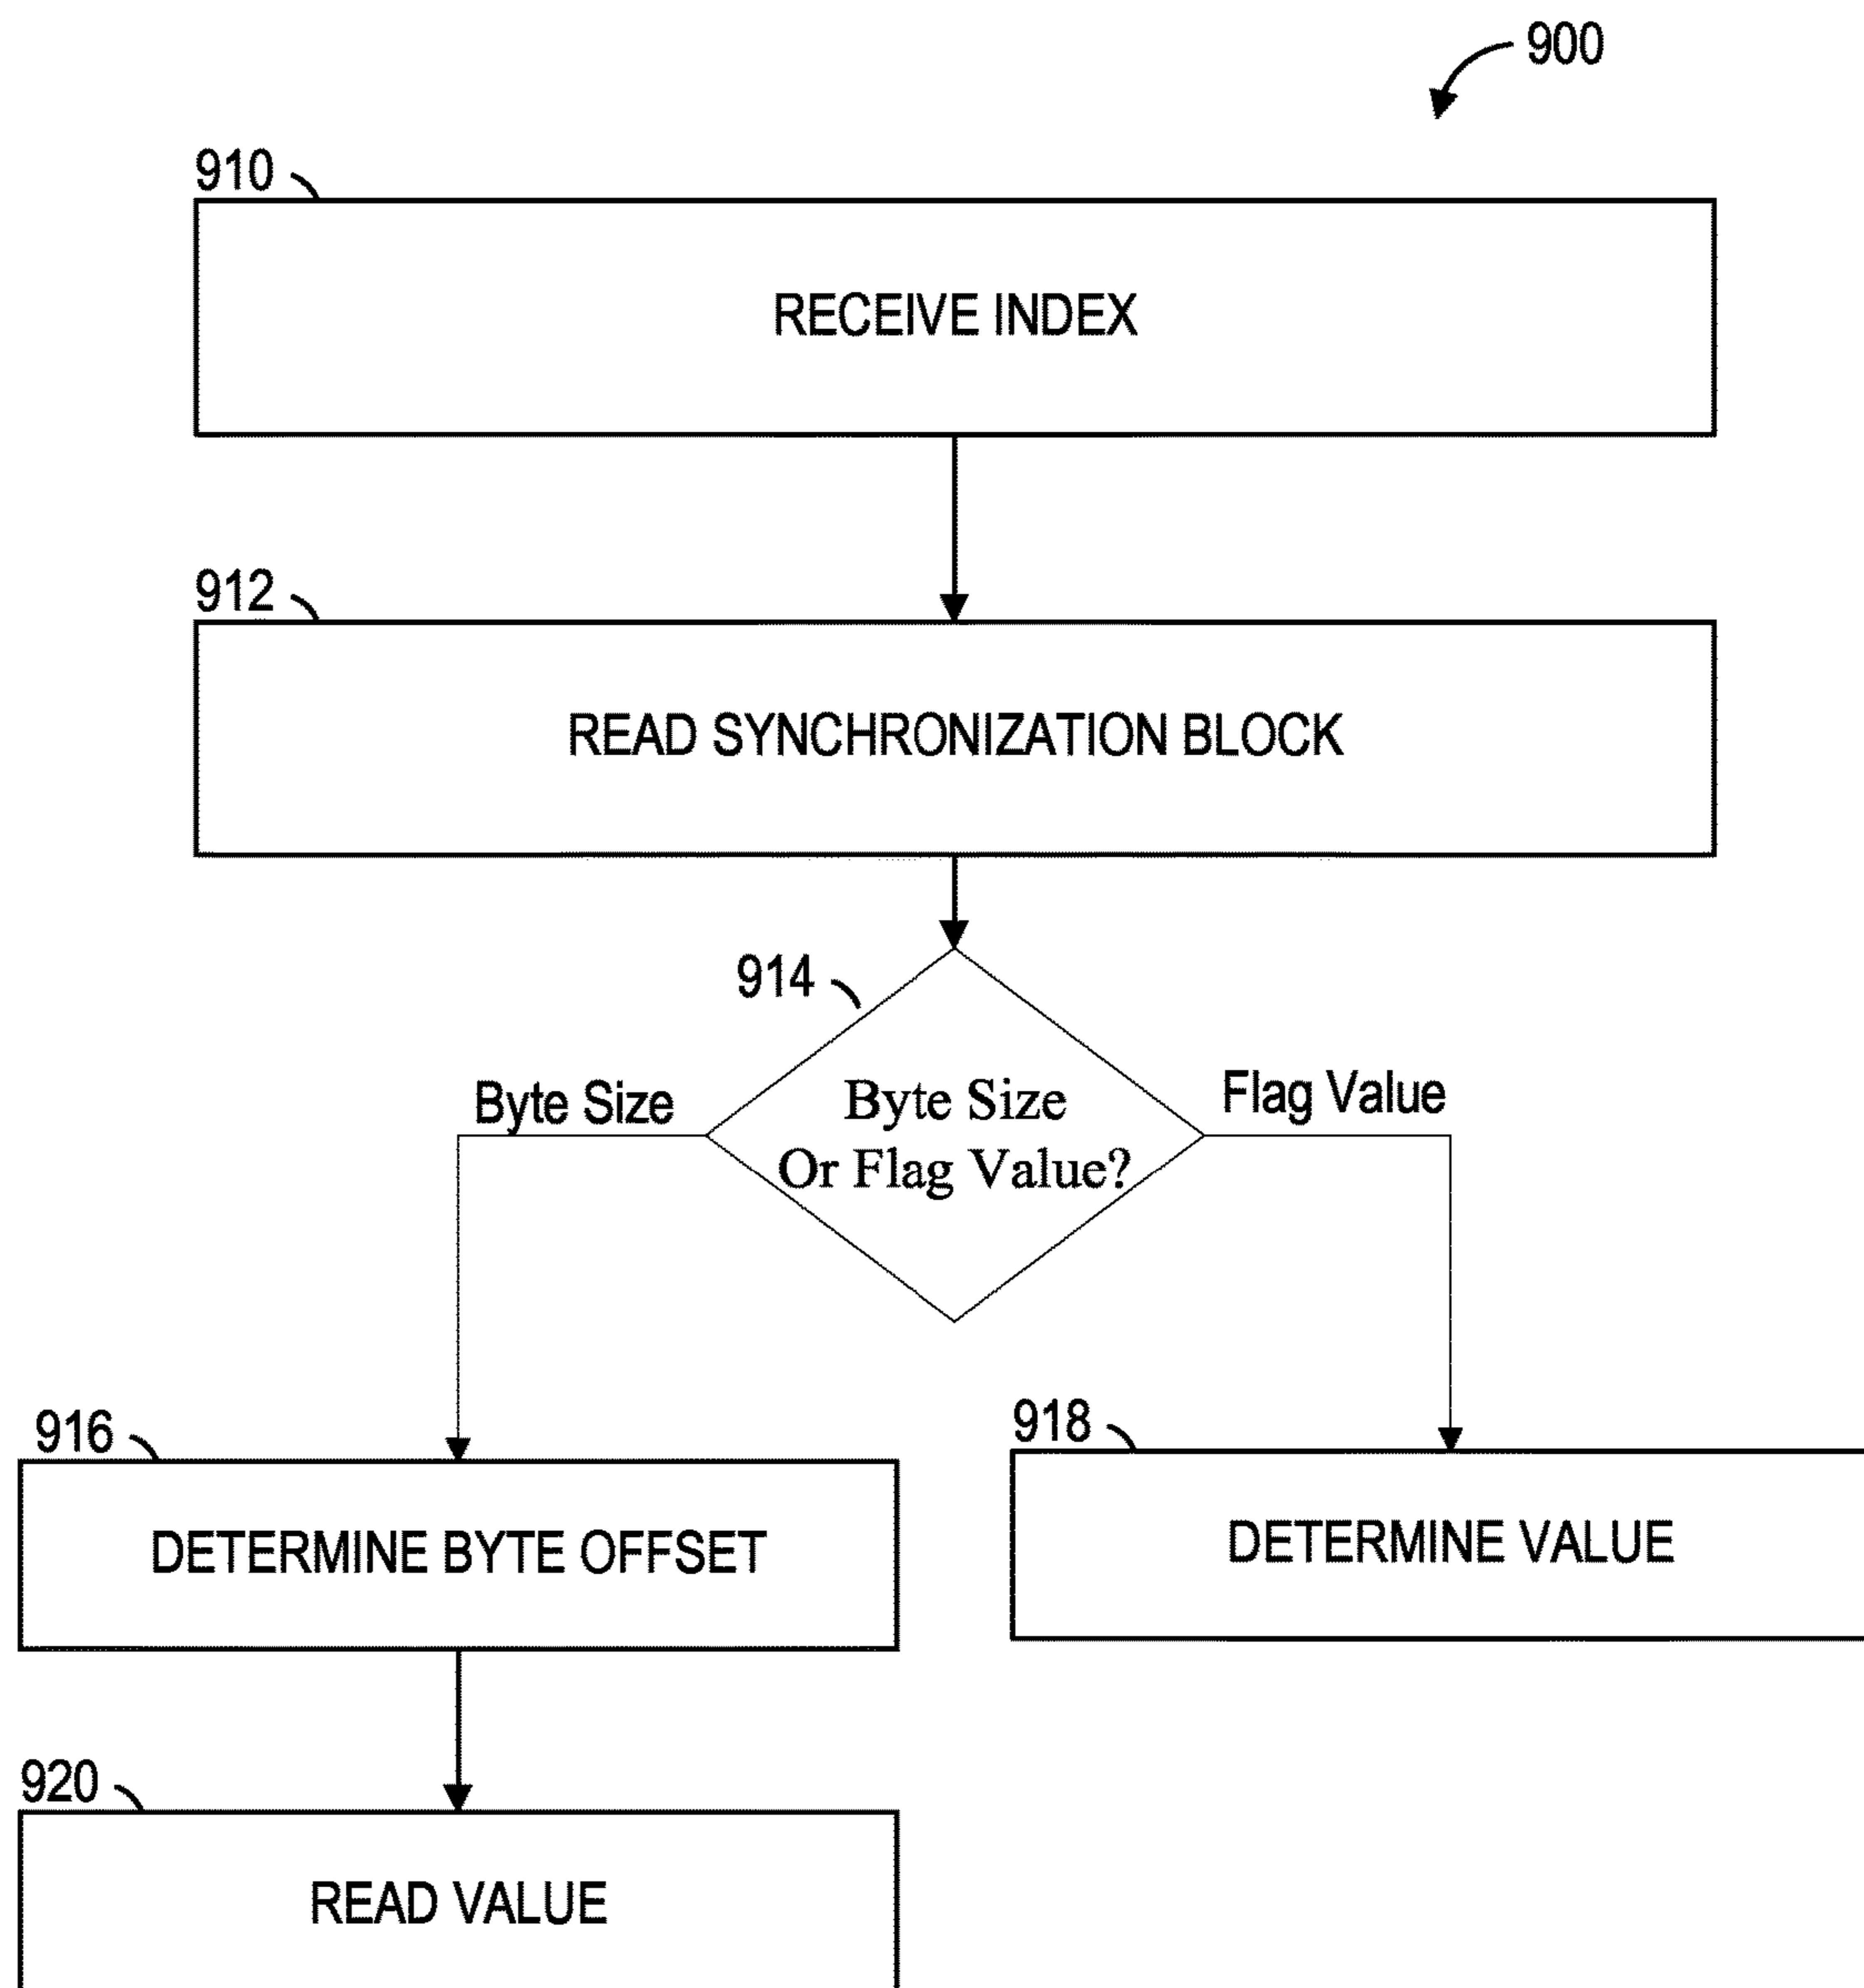 900
910
RECEIVE INDEX
912
READ SYNCHRONIZATION BLOCK
914
Byte Size
Byte Size
Or Flag Value?
Flag Value
916
DETERMINE BYTE OFFSET
918
DETERMINE VALUE
920
READ VALUE